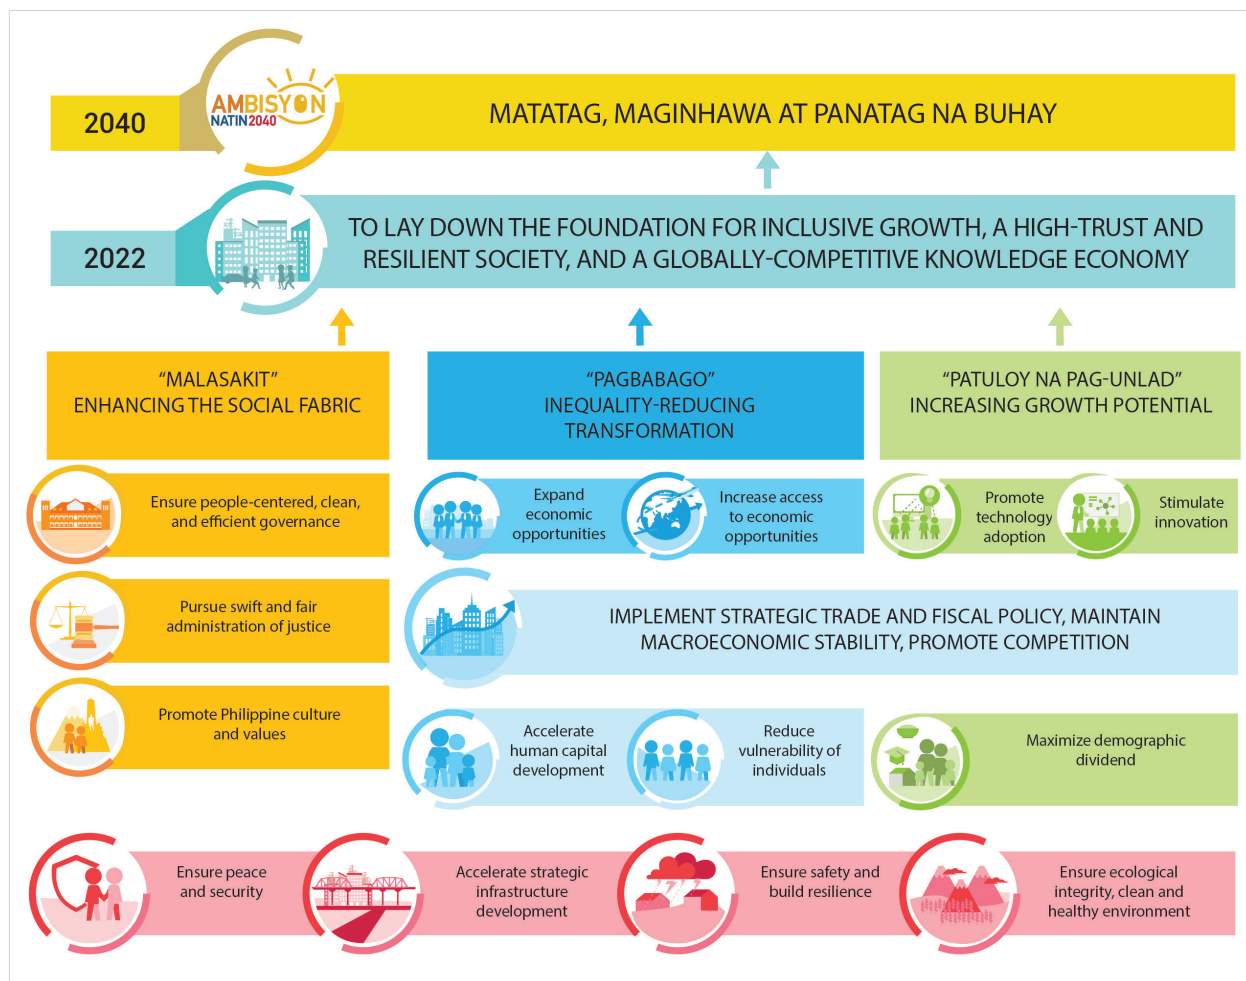 2040
AMBISYON
NATIN 2040
MATATAG, MAGINHAWA AT PANATAG NA BUHAY
2022
TO LAY DOWN THE FOUNDATION FOR INCLUSIVE GROWTH, A HIGH-TRUST AND
RESILIENT SOCIETY, AND A GLOBALLY-COMPETITIVE KNOWLEDGE ECONOMY
“MALASAKIT”
ENHANCING THE SOCIAL FABRIC
“PAGBABAGO”
INEQUALITY-REDUCING
TRANSFORMATION
“PATULOY NA PAG-UNLAD”
INCREASING GROWTH POTENTIAL
Ensure people-centered, clean,
and efficient governance
Pursue swift and fair
administration of justice
Promote Philippine culture
and values
Expand
economic
opportunities
Increase access
to economic
opportunities
Promote
technology
adoption
Stimulate
innovation
IMPLEMENT STRATEGIC TRADE AND FISCAL POLICY, MAINTAIN
MACROECONOMIC STABILITY, PROMOTE COMPETITION
Accelerate
human capital
development
Reduce
vulnerability of
individuals
Maximize demographic
dividend
Ensure peace
and security
Accelerate strategic
infrastructure
development
Ensure safety and
build resilience
Ensure ecological
integrity, clean and
healthy environment